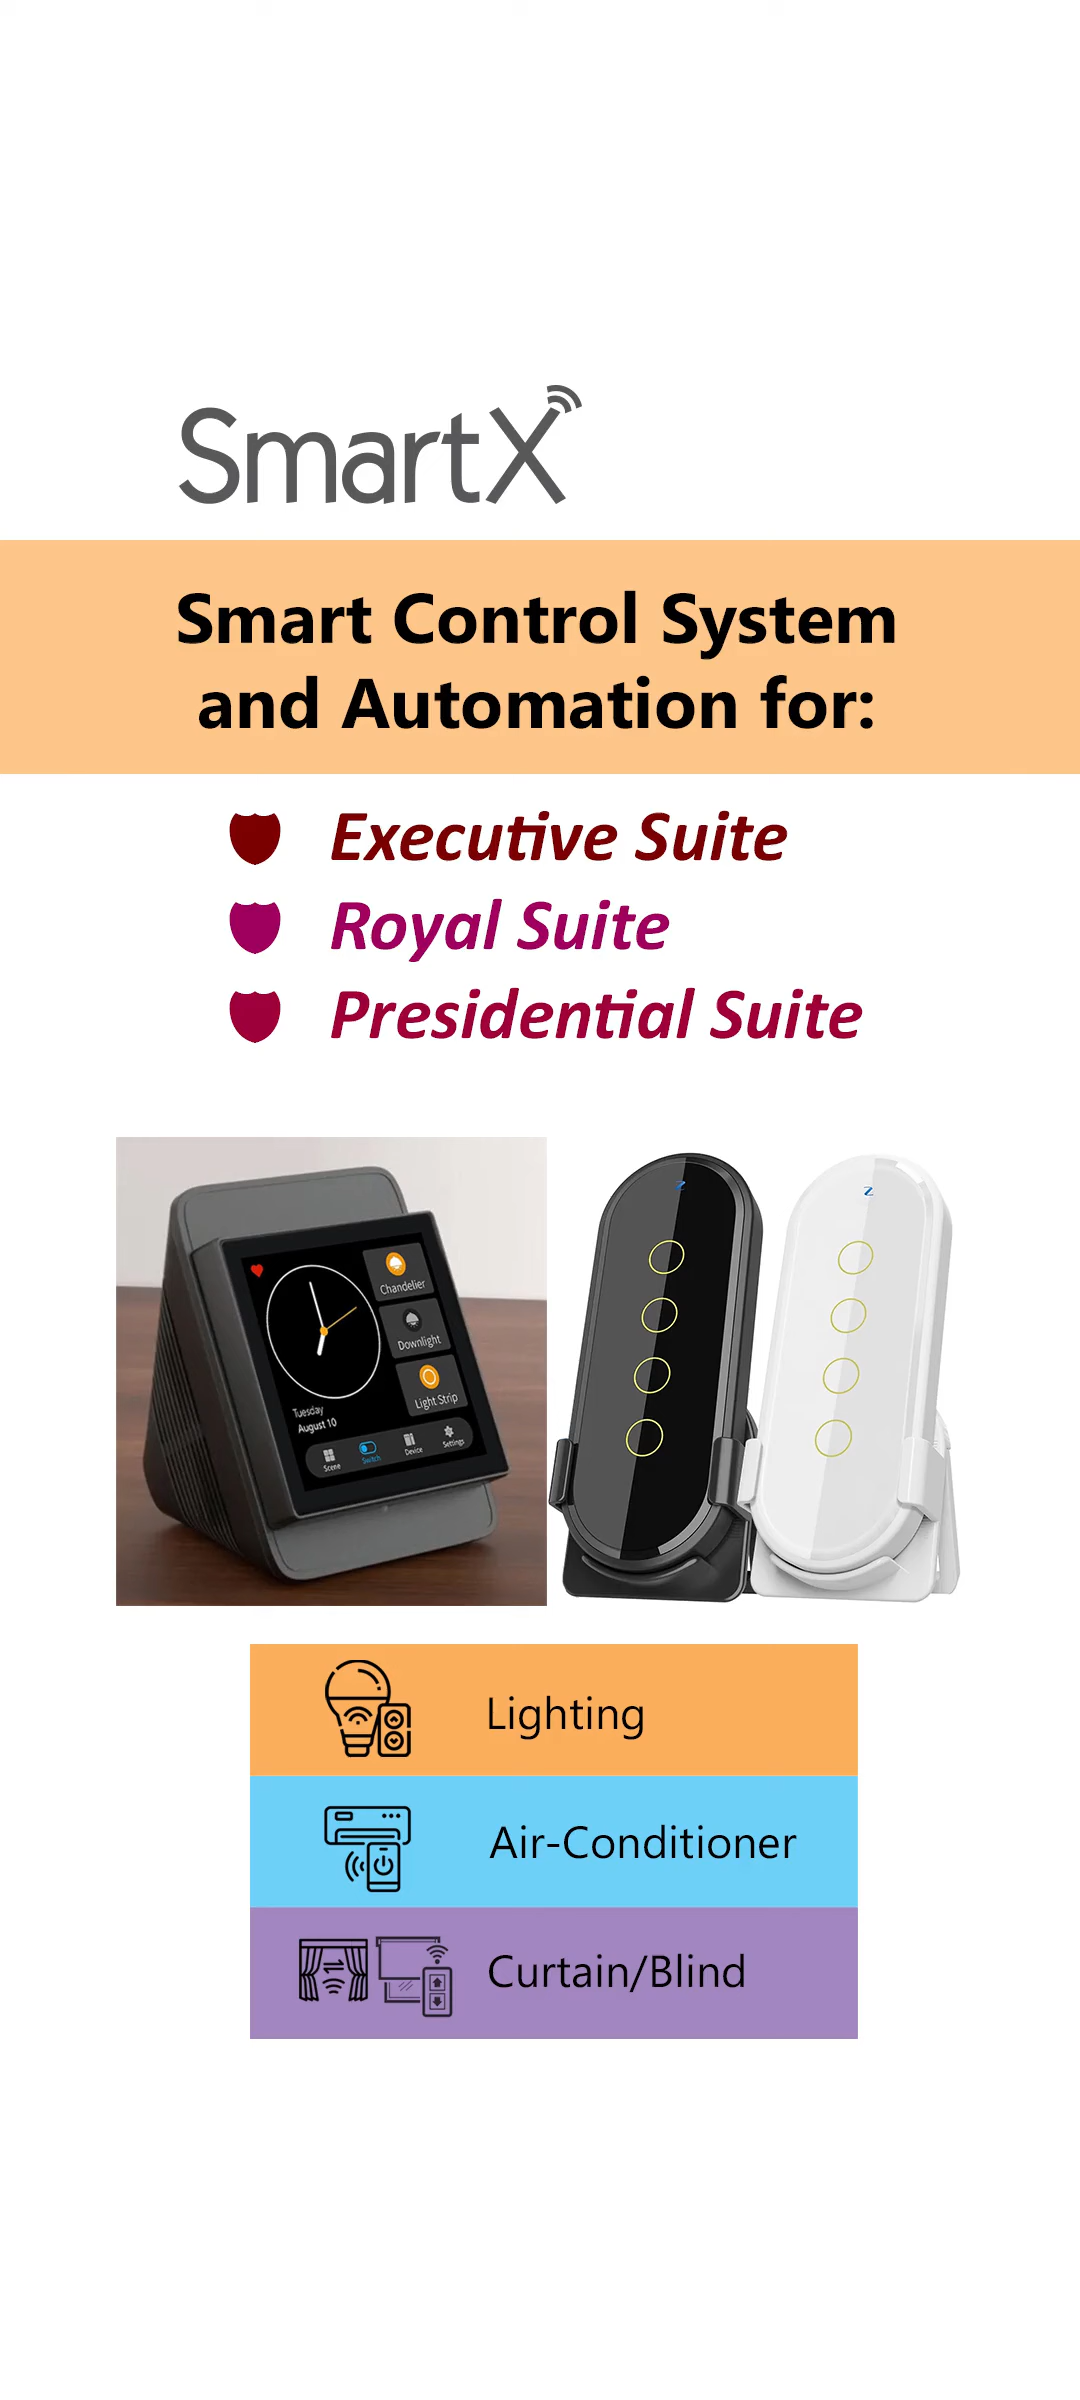 SmartX
Smart Control System
and Automation for:
Executive Suite
Royal Suite
Presidential Suite
Chandelier
Downlight
Light Strip
Tuesday
August 10
Scene
Switch
Device
Settings
Z
Z
Lighting
Air-Conditioner
Curtain/Blind